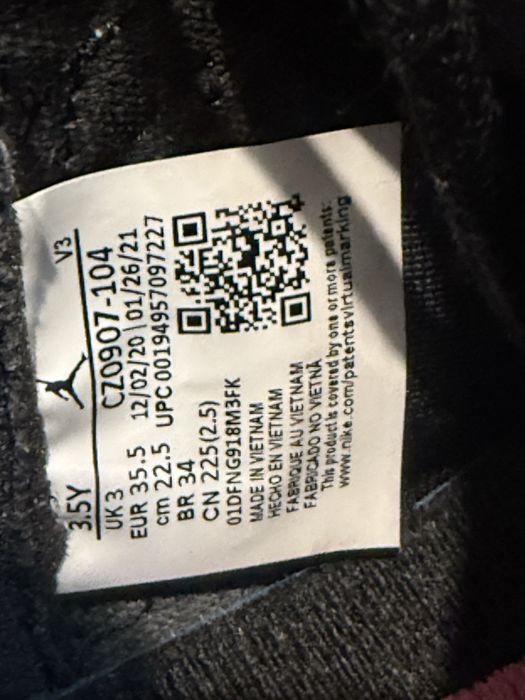 3.5Y V3
UK 3 CZ0907-104
EUR 35.5 12/02/20 | 01/26/21
cm 22.5 UPC 00194957097227
BR 34
CN 225(2.5)
01DFNG918M3FK
MADE IN VIETNAM
HECHO EN VIETNAM
FABRIQUE AU VIETNAM
FABRICADO NO VIETNÃ
This product is covered by one or more patents:
www.nike.com/patentsvirtualmarking